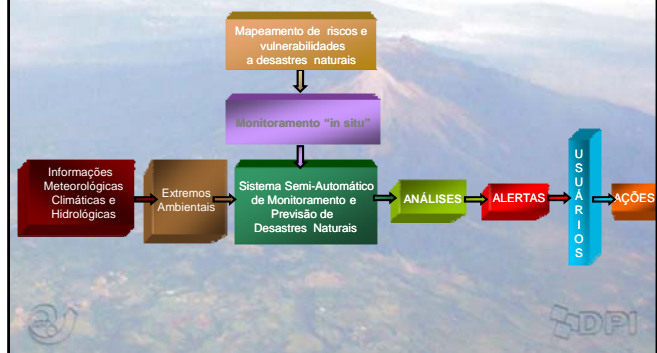 Mapeamento de riscos e
vulnerabilidades
a desastres naturais
Monitoramento “in situ”
Informações
Meteorológicas
Climáticas e
Hidrológicas
Extremos
Ambientais
Sistema Semi-Automático
de Monitoramento e
Previsão de
Desastres Naturais
ANÁLISES
ALERTAS
USUÁRIOS
AÇÕES
DPI